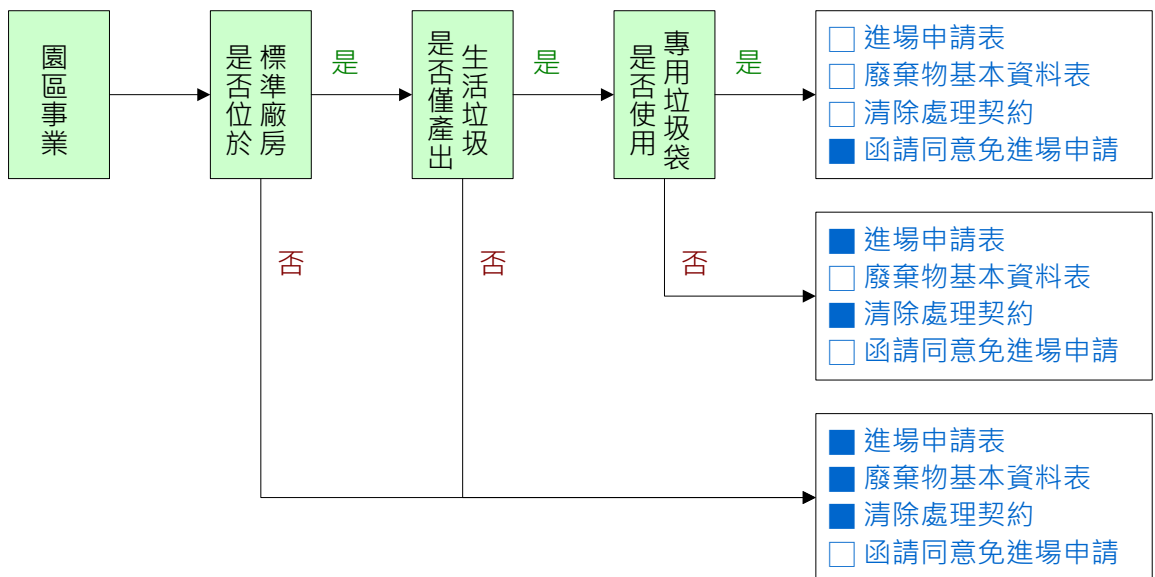 園區事業
是否位於
標準廠房
是
是否僅產出
生活垃圾
是
是否使用
專用垃圾袋
是
□ 進場申請表
□ 廢棄物基本資料表
□ 清除處理契約
■ 函請同意免進場申請
否
否
否
■ 進場申請表
□ 廢棄物基本資料表
■ 清除處理契約
□ 函請同意免進場申請
■ 進場申請表
■ 廢棄物基本資料表
■ 清除處理契約
□ 函請同意免進場申請